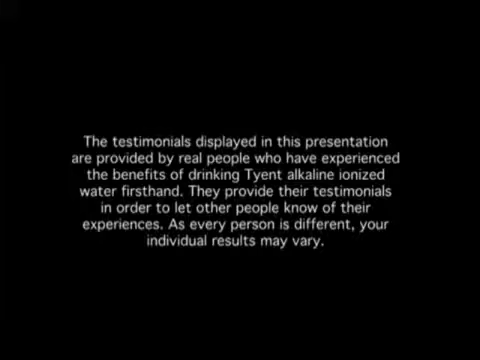 The testimonials displayed in this presentation
are provided by real people who have experienced
the benefits of drinking Tyent alkaline ionized
water firsthand. They provide their testimonials
in order to let other people know of their
experiences. As every person is different, your
individual results may vary.